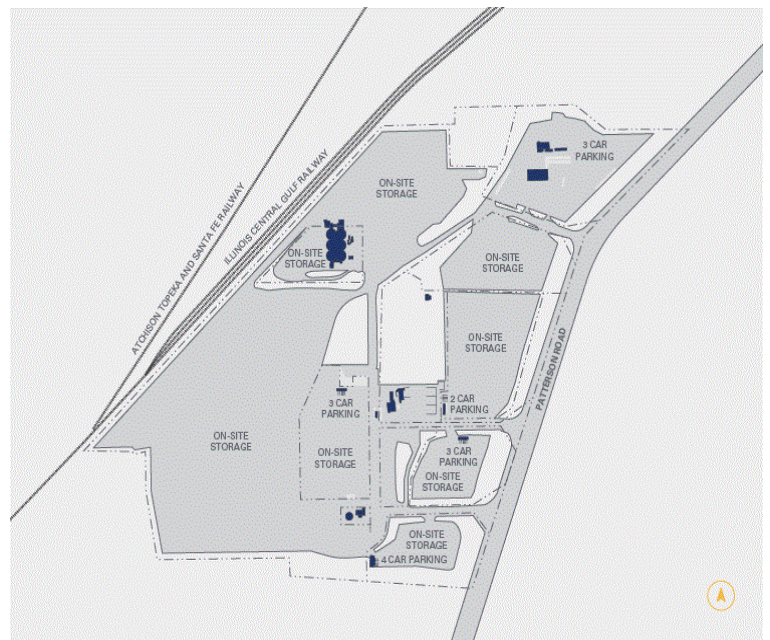 3 CAR
PARKING
ON-SITE
STORAGE
ATCHISON TOPEKA AND SANTA FE RAILWAY
ILLINOIS CENTRAL GULF RAILWAY
ON-SITE
STORAGE
ON-SITE
STORAGE
ON-SITE
STORAGE
PATTERSON ROAD
3 CAR
PARKING
2 CAR
PARKING
ON-SITE
STORAGE
ON-SITE
STORAGE
3 CAR
PARKING
ON-SITE
STORAGE
ON-SITE
STORAGE
4 CAR PARKING